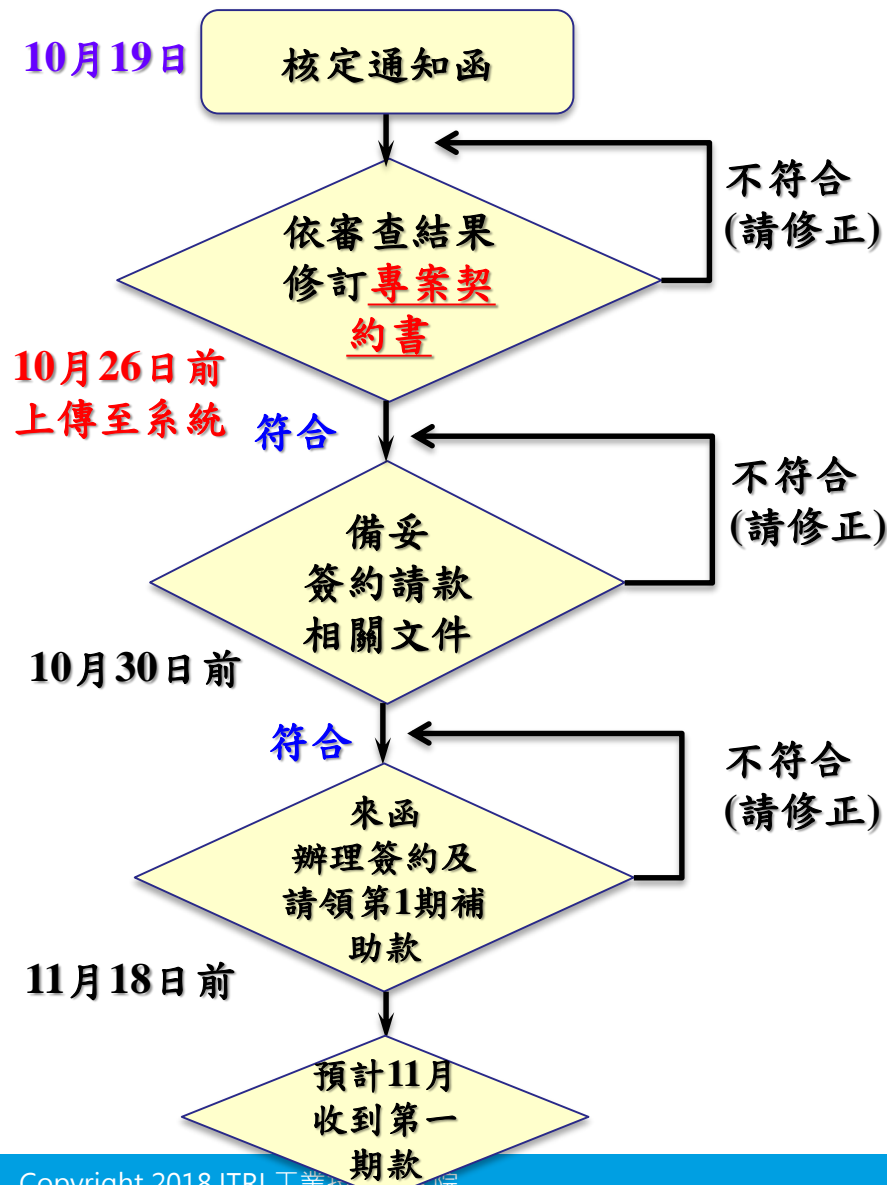 10月19日
核定通知函
不符合
(請修正)
依審查結果
修訂專案契
約書
10月26日前
上傳至系統
符合
不符合
(請修正)
備妥
簽約請款
相關文件
10月30日前
符合
不符合
(請修正)
來函
辦理簽約及
請領第1期補
助款
11月18日前
預計11月
收到第一
期款
Copyright 2018 ITRI 工業